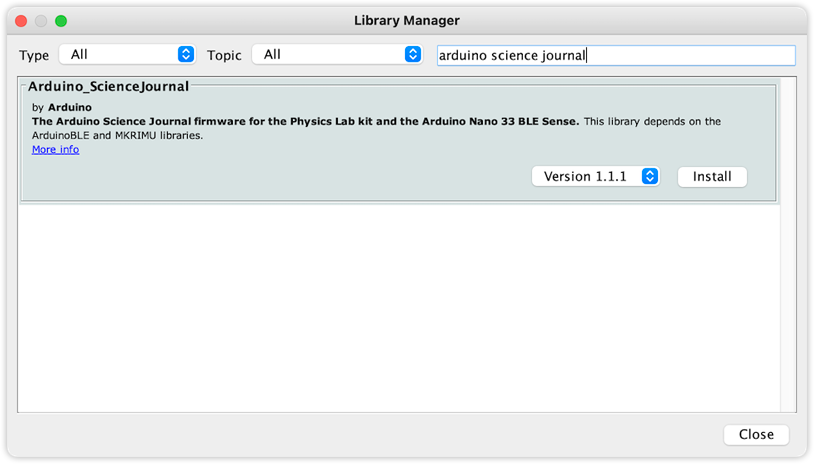 Library Manager
Type All Topic All arduino science journal
Arduino_ScienceJournal
by Arduino
The Arduino Science Journal firmware for the Physics Lab kit and the Arduino Nano 33 BLE Sense. This library depends on the
ArduinoBLE and MKRIMU libraries.
More info
Version 1.1.1 Install
Close